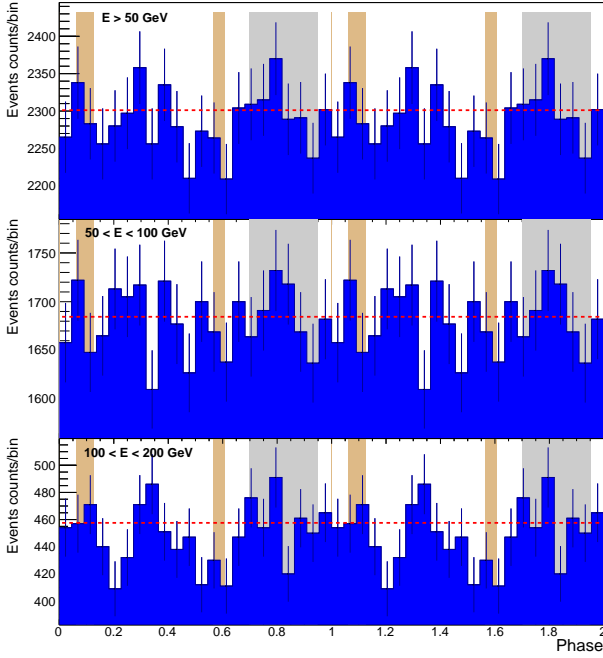 E > 50 GeV
Events counts/bin
2400
2350
2300
2250
2200
50 < E < 100 GeV
Events counts/bin
1750
1700
1650
1600
100 < E < 200 GeV
Events counts/bin
500
480
460
440
420
400
0 0.2 0.4 0.6 0.8 1 1.2 1.4 1.6 1.8 2
Phase